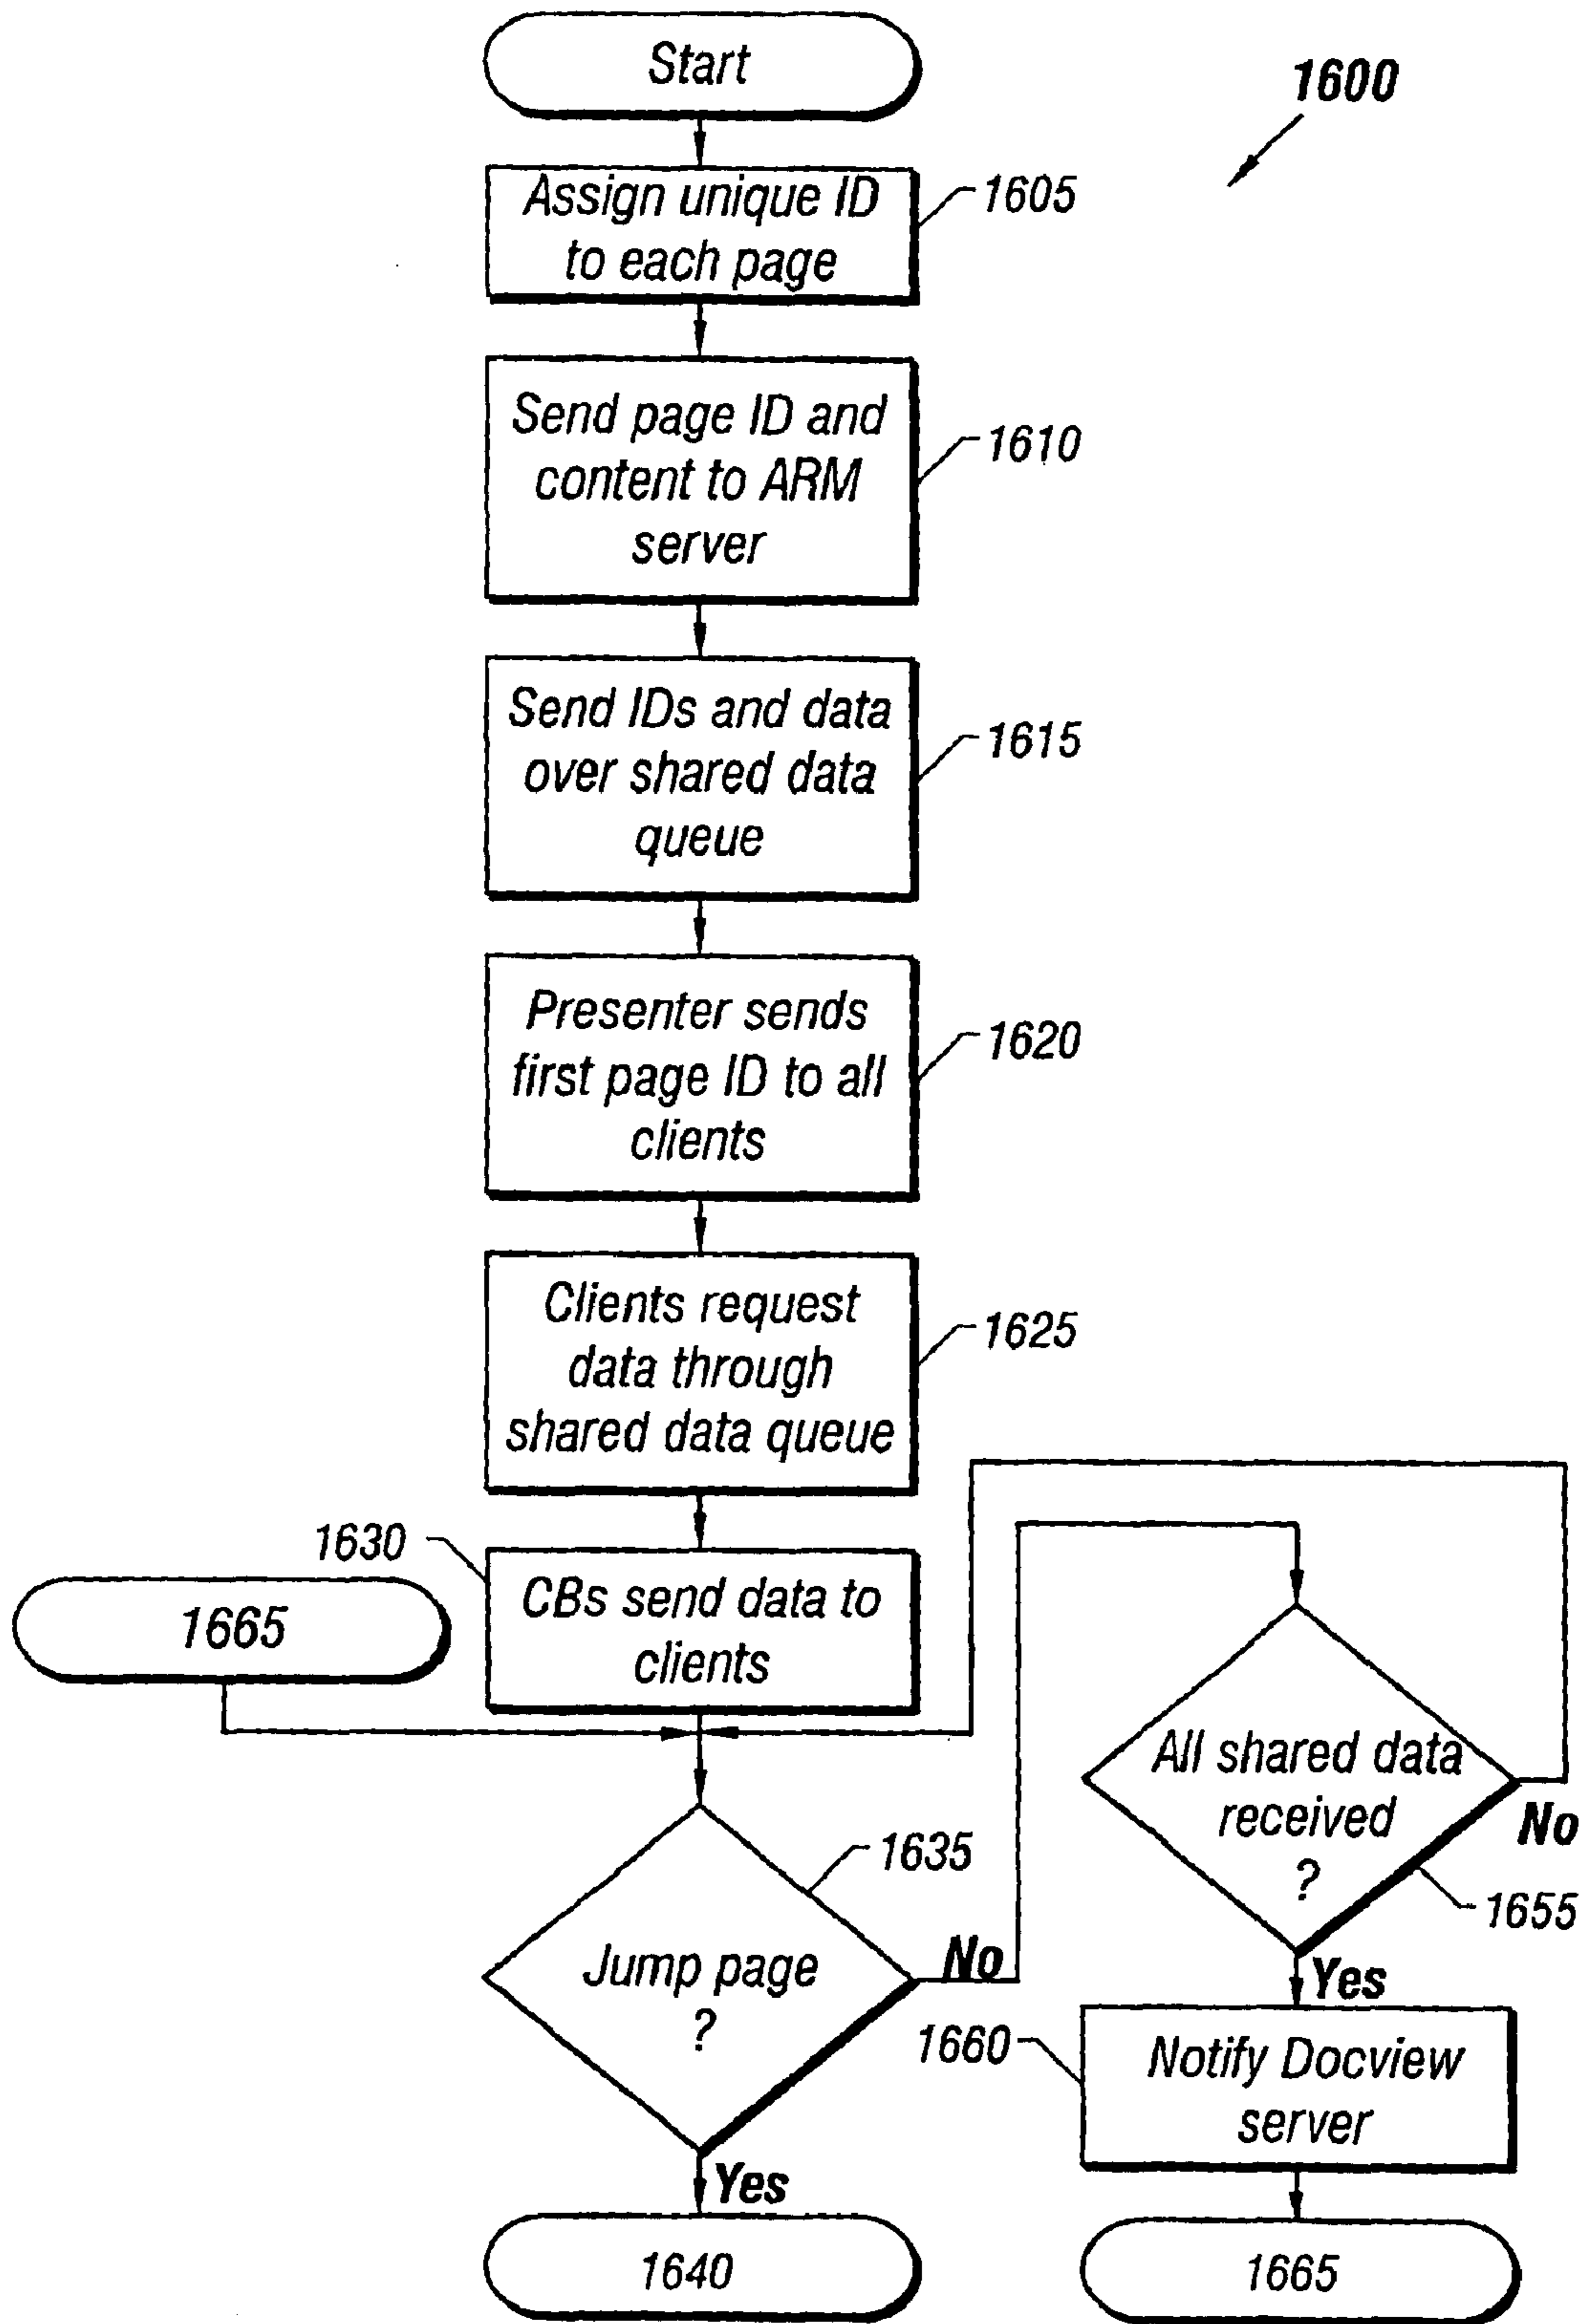 Start
1600
Assign unique ID
to each page
1605
Send page ID and
content to ARM
server
1610
Send IDs and data
over shared data
queue
1615
Presenter sends
first page ID to all
clients
1620
Clients request
data through
shared data queue
1625
1630
CBs send data to
clients
1665
All shared data
received
?
No
1655
1635
Jump page
?
No
Yes
Yes
1660
Notify Docview
server
1640
1665